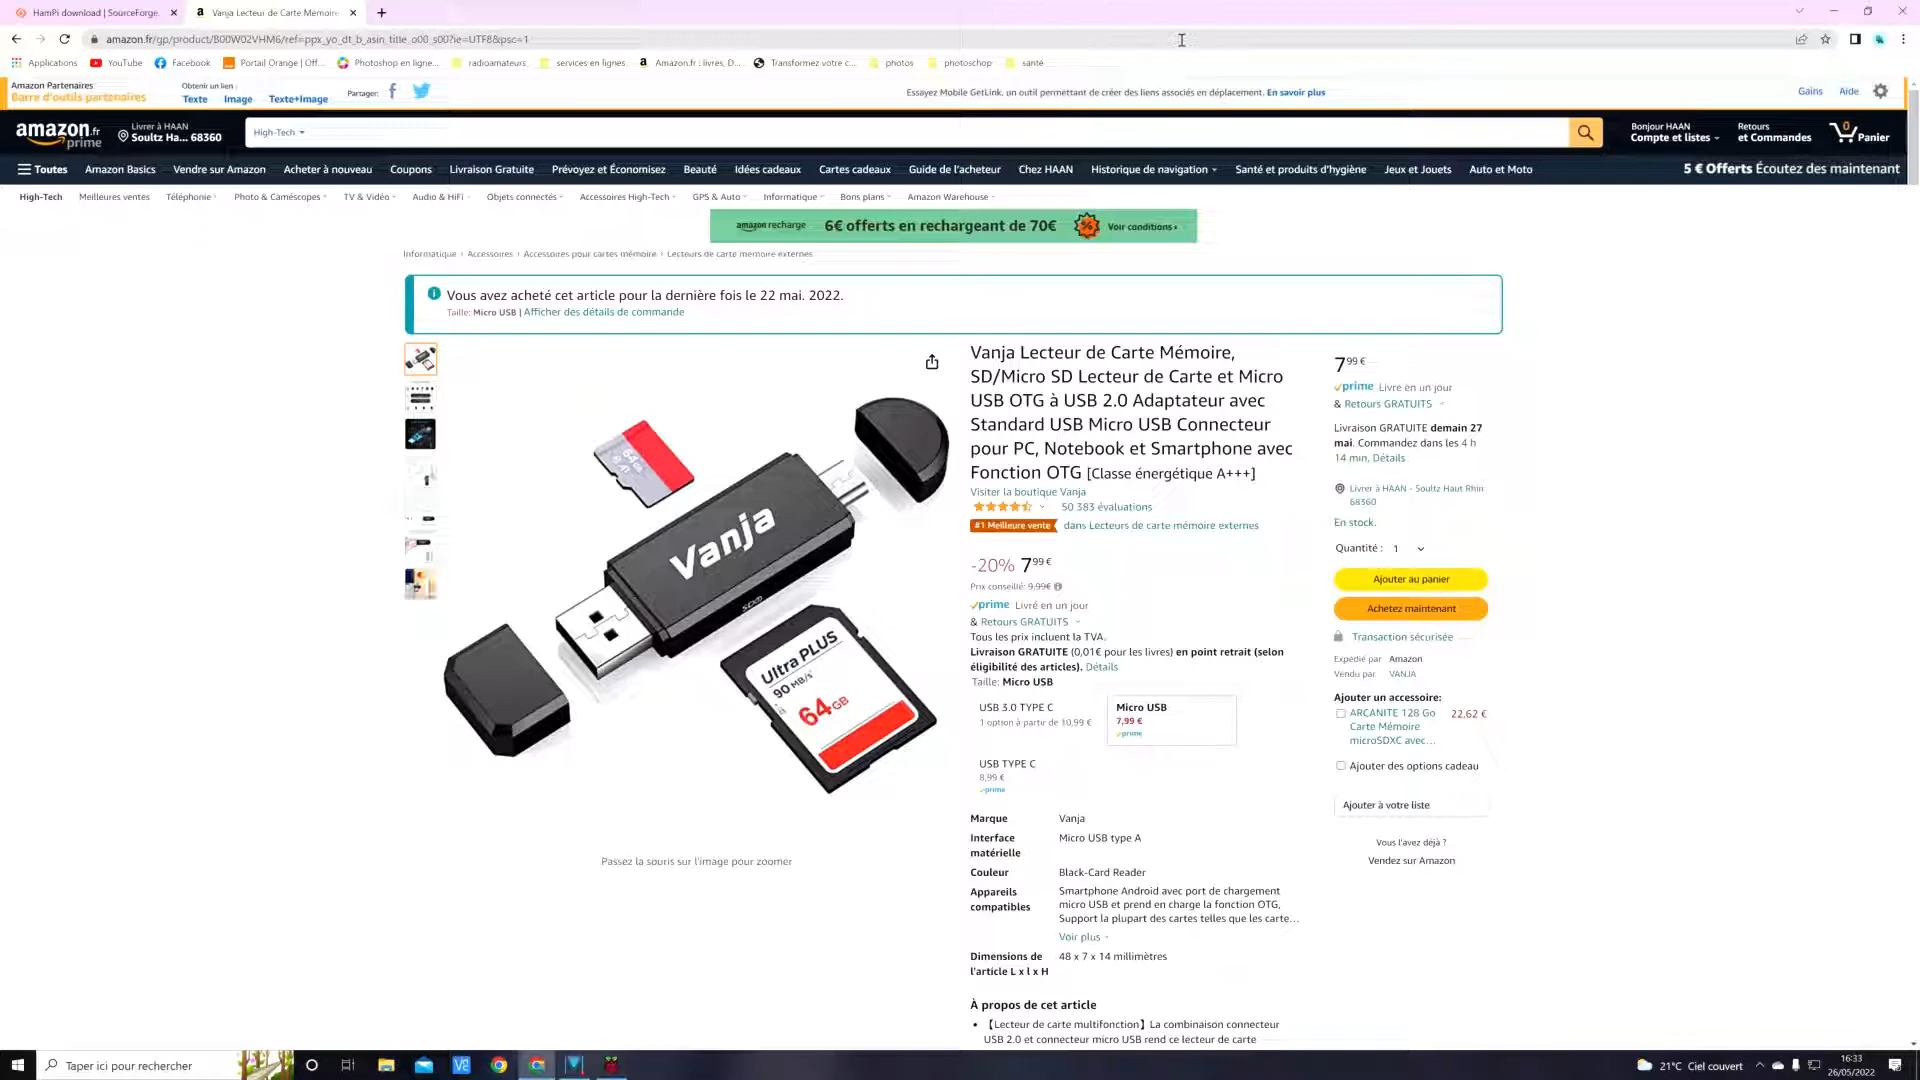 HamPi download | SourceForge.
Vanja Lecteur de Carte Mémoire
amazon.fr/gp/product/B00W02VHM6/ref=ppx_yo_dt_b_asin_title_o00_s00?ie=UTF8&psc=1
Applications YouTube Facebook Portail Orange | Off... Photoshop en ligne... radioamateurs services en lignes Amazon.fr : livres, D... Transformez votre c... photos photoschop santé
Amazon Partenaires
Barre d'outils partenaires
Obtenir un lien :
Texte Image Texte+Image
Partager:
Essayez Mobile GetLink, un outil permettant de créer des liens associés en déplacement. En savoir plus
Gains Aide
amazon.fr
prime
Livrer à HAAN
Soultz Ha... 68360
High-Tech
Bonjour HAAN
Compte et listes
Retours
et Commandes
0
Panier
Toutes Amazon Basics Vendre sur Amazon Acheter à nouveau Coupons Livraison Gratuite Prévoyez et Économisez Beauté Idées cadeaux Cartes cadeaux Guide de l'acheteur Chez HAAN Historique de navigation Santé et produits d'hygiène Jeux et Jouets Auto et Moto
5 € Offerts Écoutez dès maintenant
High-Tech Meilleures ventes Téléphonie Photo & Caméscopes TV & Vidéo Audio & HiFi Objets connectés Accessoires High-Tech GPS & Auto Informatique Bons plans Amazon Warehouse
amazon recharge 6€ offerts en rechargeant de 70€ % Voir conditions ›
Informatique › Accessoires › Accessoires pour cartes mémoire › Lecteurs de carte mémoire externes
Vous avez acheté cet article pour la dernière fois le 22 mai. 2022.
Taille: Micro USB | Afficher des détails de commande
Vanja
SDM
64GB
A1
Ultra PLUS
90 MB/s
64GB
Passez la souris sur l'image pour zoomer
Vanja Lecteur de Carte Mémoire,
SD/Micro SD Lecteur de Carte et Micro
USB OTG à USB 2.0 Adaptateur avec
Standard USB Micro USB Connecteur
pour PC, Notebook et Smartphone avec
Fonction OTG [Classe énergétique A+++]
Visiter la boutique Vanja
50 383 évaluations
#1 Meilleure vente dans Lecteurs de carte mémoire externes
-20% 7,99 €
Prix conseillé: 9,99€
prime Livré en un jour
& Retours GRATUITS
Tous les prix incluent la TVA.
Livraison GRATUITE (0,01€ pour les livres) en point retrait (selon
éligibilité des articles). Détails
Taille: Micro USB
USB 3.0 TYPE C
1 option à partir de 10,99 €
Micro USB
7,99 €
prime
USB TYPE C
8,99 €
prime
Marque Vanja
Interface
matérielle
Micro USB type A
Couleur Black-Card Reader
Appareils
compatibles
Smartphone Android avec port de chargement
micro USB et prend en charge la fonction OTG,
Support la plupart des cartes telles que les carte...
Voir plus
Dimensions de
l'article L x l x H
48 x 7 x 14 millimètres
À propos de cet article
• 【Lecteur de carte multifonction】La combinaison connecteur
USB 2.0 et connecteur micro USB rend ce lecteur de carte
7,99 €
prime Livré en un jour
& Retours GRATUITS
Livraison GRATUITE demain 27
mai. Commandez dans les 4 h
14 min. Détails
Livrer à HAAN - Soultz Haut Rhin
68360
En stock.
Quantité : 1
Ajouter au panier
Achetez maintenant
Transaction sécurisée
Expédié par Amazon
Vendu par VANJA
Ajouter un accessoire:
ARCANITE 128 Go
Carte Mémoire
microSDXC avec…
22,62 €
Ajouter des options cadeau
Ajouter à votre liste
Vous l'avez déjà ?
Vendez sur Amazon
Taper ici pour rechercher
21°C Ciel couvert
16:33
26/05/2022